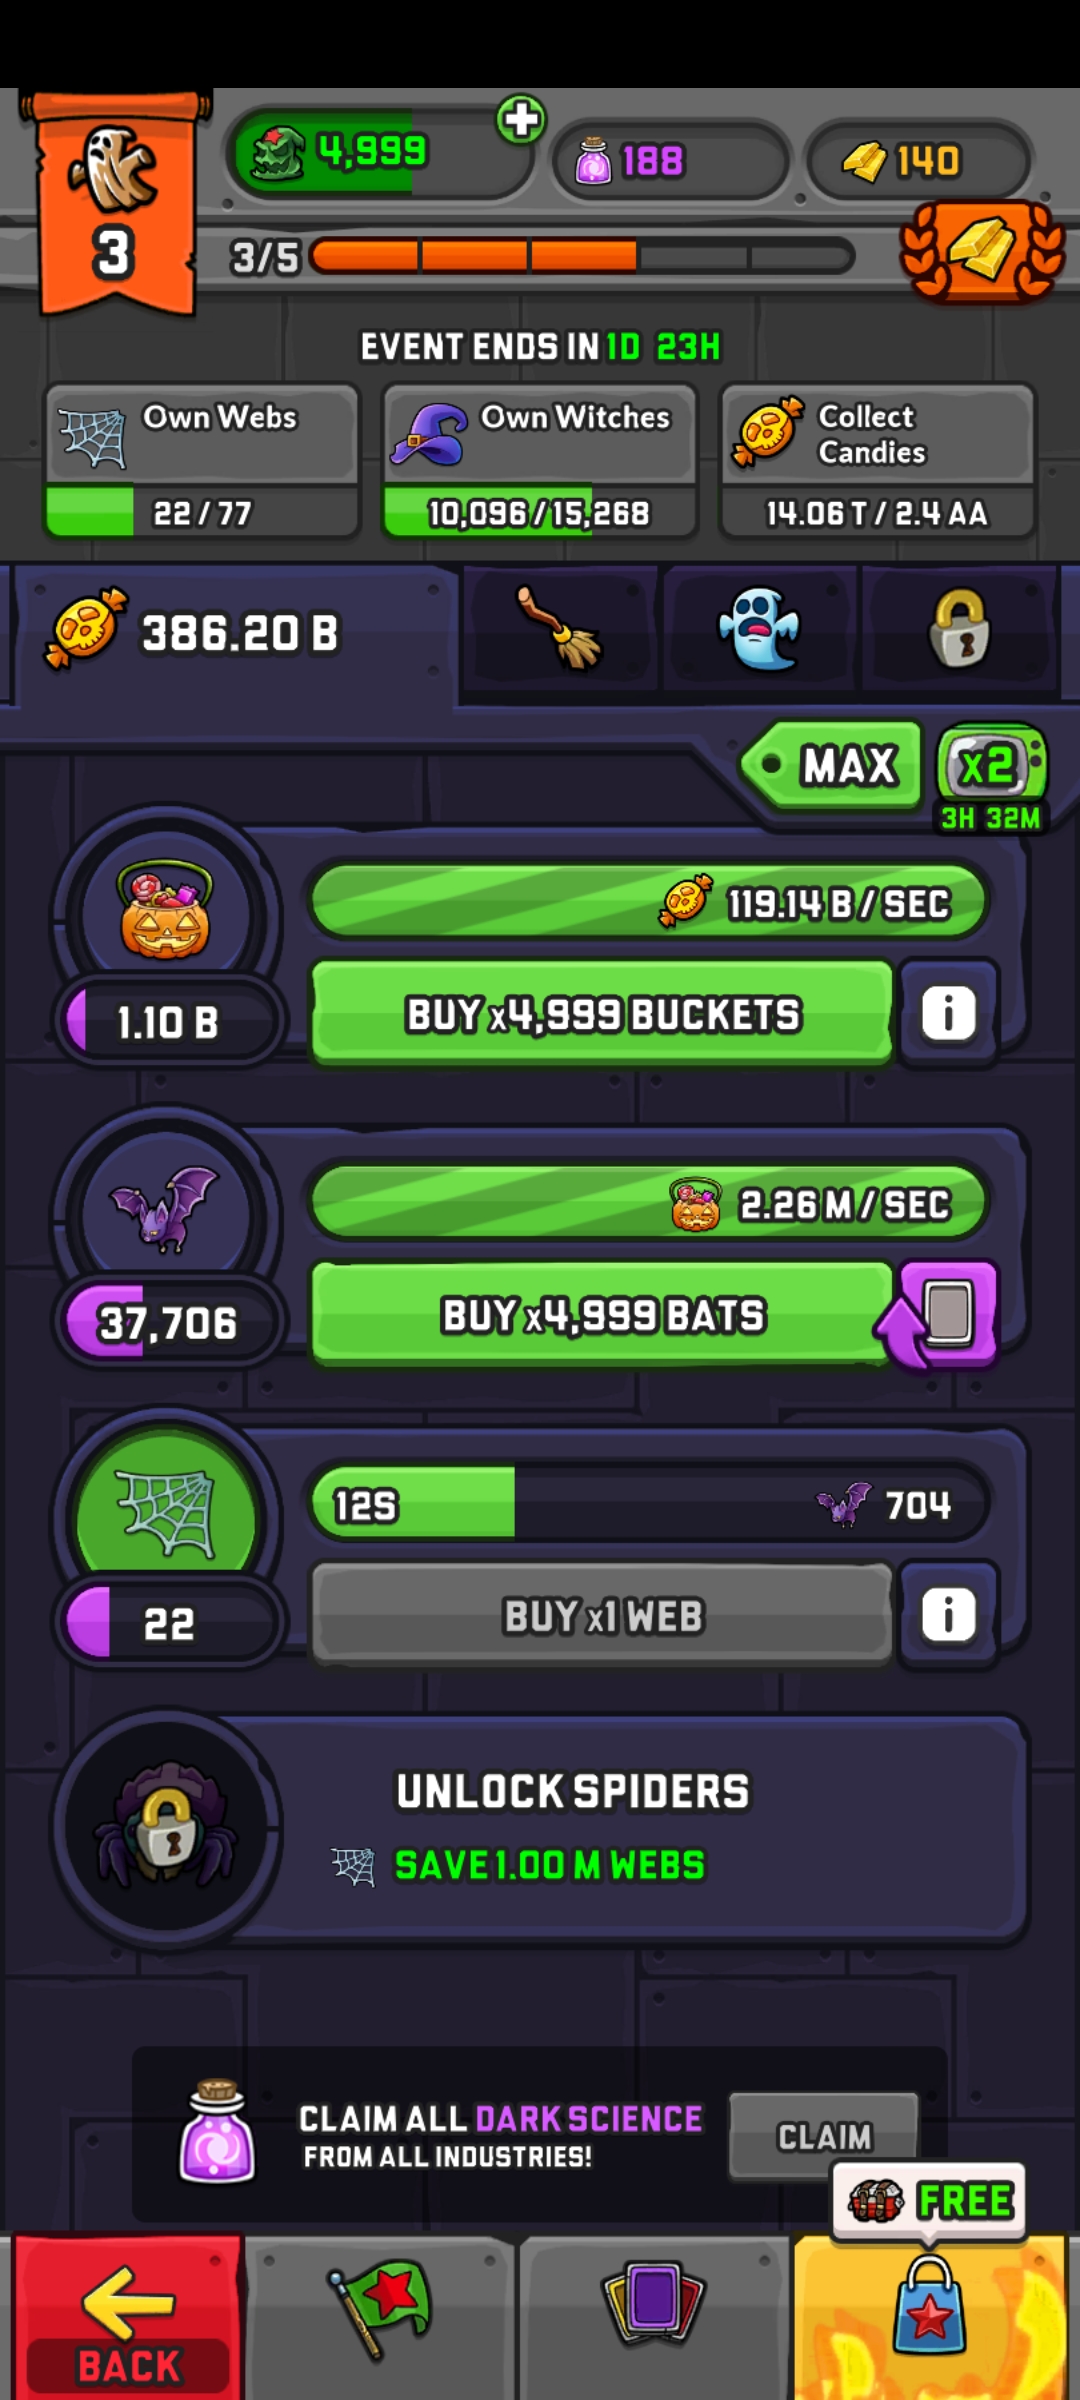 4,999
188
140
3
3/5
EVENT ENDS IN 1D 23H
Own Webs
22/77
Own Witches
10,096/15,268
Collect
Candies
14.06 T/2.4 AA
386.20 B
MAX
x2
3H 32M
119.14 B/SEC
1.10 B
BUY x4,999 BUCKETS
i
2.26 M/SEC
37,706
BUY x4,999 BATS
12S
704
22
BUY x1 WEB
i
UNLOCK SPIDERS
SAVE 1.00 M WEBS
CLAIM ALL DARK SCIENCE
FROM ALL INDUSTRIES!
CLAIM
FREE
BACK